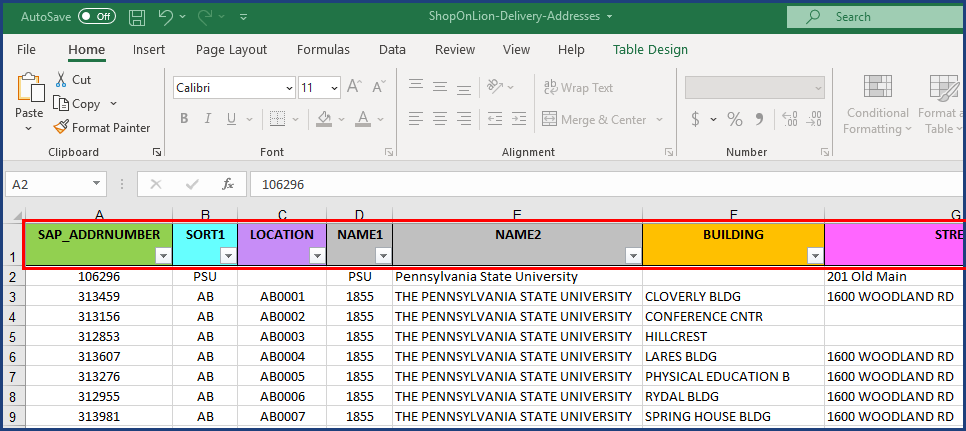 AutoSave Off ShopOnLion-Delivery-Addresses Search
File Home Insert Page Layout Formulas Data Review View Help Table Design
Paste Cut Calibri 11 A A ab c Wrap Text Conditional Format a
Copy B I U A Merge & Center $ % 9 Formatting Table
Format Painter
Clipboard Font Alignment Number
A2 fx 106296
A B C D E F G
1 SAP_ADDRNUMBER SORT1 LOCATION NAME1 NAME2 BUILDING STRE
2 106296 PSU PSU Pennsylvania State University 201 Old Main
3 313459 AB AB0001 1855 THE PENNSYLVANIA STATE UNIVERSITY CLOVERLY BLDG 1600 WOODLAND RD
4 313156 AB AB0002 1855 THE PENNSYLVANIA STATE UNIVERSITY CONFERENCE CNTR
5 312853 AB AB0003 1855 THE PENNSYLVANIA STATE UNIVERSITY HILLCREST
6 313607 AB AB0004 1855 THE PENNSYLVANIA STATE UNIVERSITY LARES BLDG 1600 WOODLAND RD
7 313276 AB AB0005 1855 THE PENNSYLVANIA STATE UNIVERSITY PHYSICAL EDUCATION B 1600 WOODLAND RD
8 312955 AB AB0006 1855 THE PENNSYLVANIA STATE UNIVERSITY RYDAL BLDG 1600 WOODLAND RD
9 313981 AB AB0007 1855 THE PENNSYLVANIA STATE UNIVERSITY SPRING HOUSE BLDG 1600 WOODLAND RD